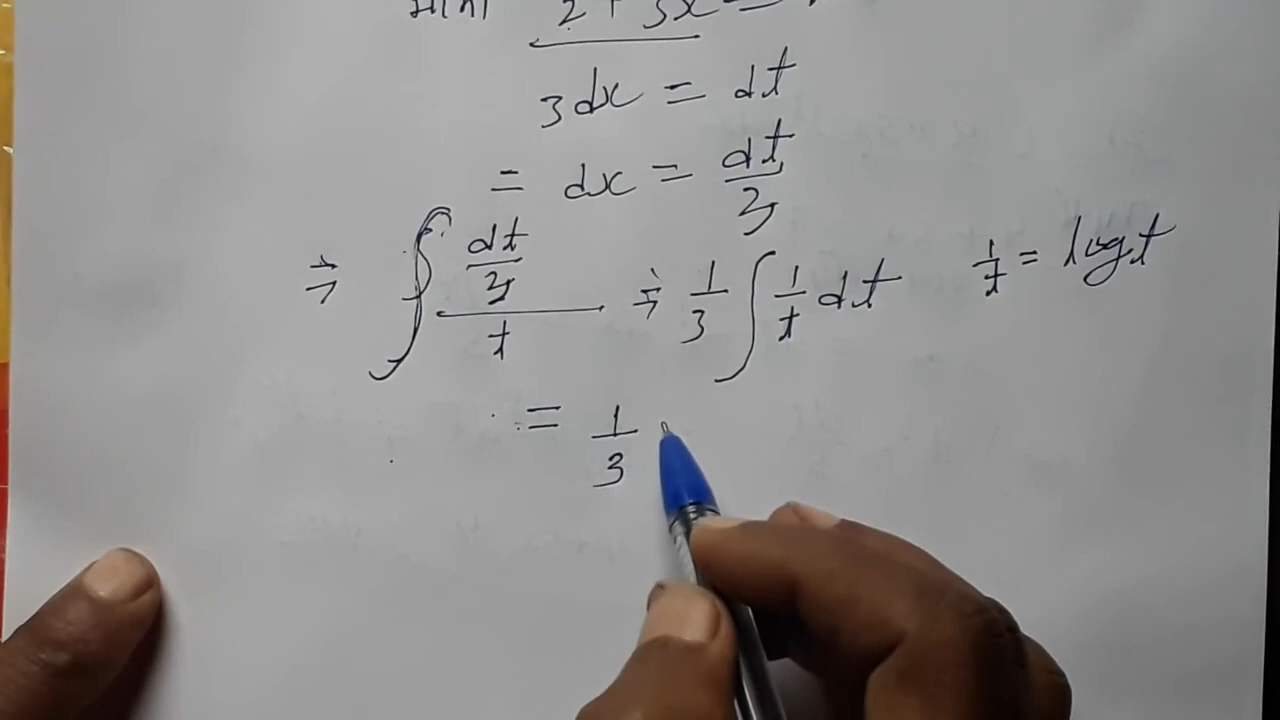 माना 2 + 3x =
3dx = dt
= dx = dt/3
⇒ ∫ (dt/3)/t ⇒ 1/3 ∫ 1/t dt 1/t = log t
= 1/3